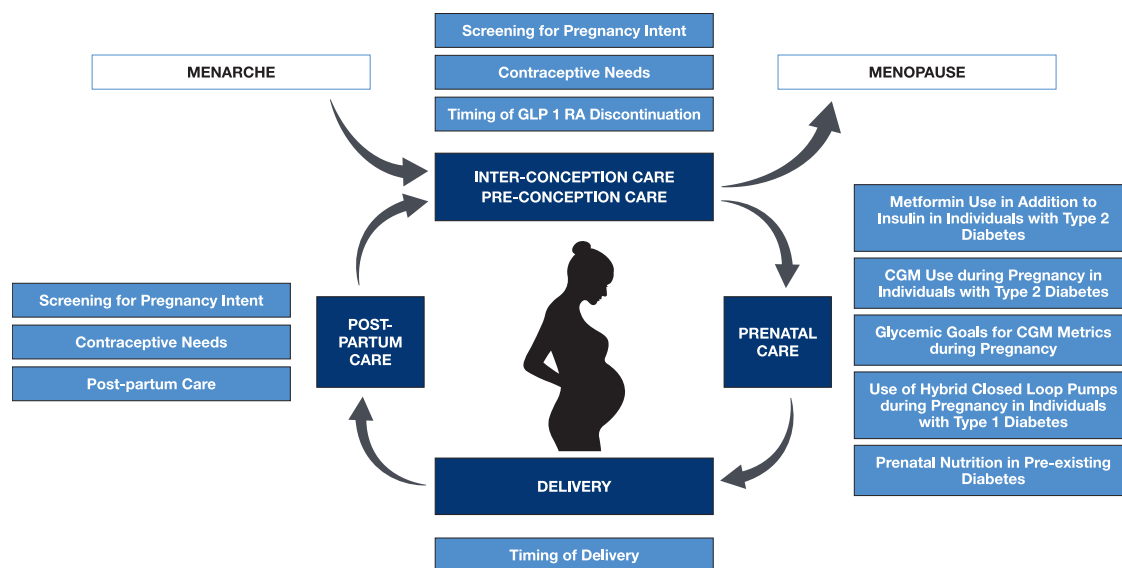 Screening for Pregnancy Intent
Contraceptive Needs
Timing of GLP 1 RA Discontinuation
MENARCHE
MENOPAUSE
INTER-CONCEPTION CARE
PRE-CONCEPTION CARE
Metformin Use in Addition to
Insulin in Individuals with Type 2
Diabetes
CGM Use during Pregnancy in
Individuals with Type 2 Diabetes
Glycemic Goals for CGM Metrics
during Pregnancy
Use of Hybrid Closed Loop Pumps
during Pregnancy in Individuals
with Type 1 Diabetes
Prenatal Nutrition in Pre-existing
Diabetes
PRENATAL
CARE
POST-
PARTUM
CARE
Screening for Pregnancy Intent
Contraceptive Needs
Post-partum Care
DELIVERY
Timing of Delivery